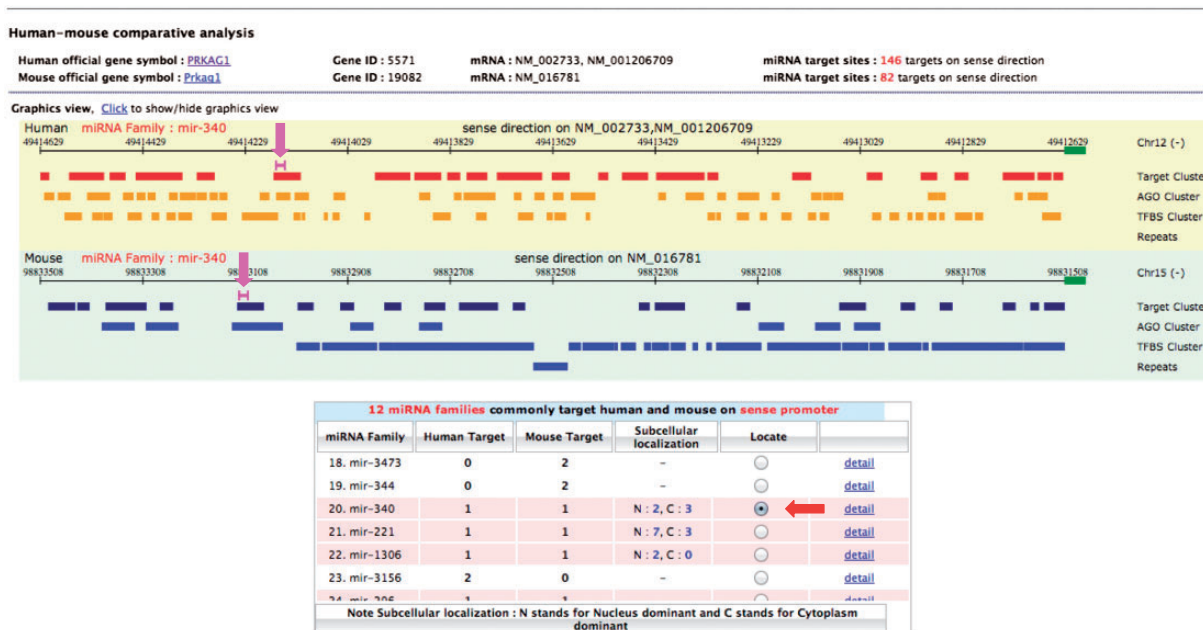 Human-mouse comparative analysis
Human official gene symbol : PRKAG1 Gene ID : 5571 mRNA : NM_002733, NM_001206709 miRNA target sites : 146 targets on sense direction
Mouse official gene symbol : Prkag1 Gene ID : 19082 mRNA : NM_016781 miRNA target sites : 82 targets on sense direction
Graphics view, Click to show/hide graphics view
Human miRNA Family : mir-340 sense direction on NM_002733,NM_001206709
49414629 49414429 49414229 49414029 49413829 49413629 49413429 49413229 49413029 49412829 49412629 Chr12 (-)
Target Cluste
AGO Cluster
TFBS Cluster
Repeats
Mouse miRNA Family : mir-340 sense direction on NM_016781
98833508 98833308 98833108 98832908 98832708 98832508 98832308 98832108 98831908 98831708 98831508 Chr15 (-)
Target Cluste
AGO Cluster
TFBS Cluster
Repeats
12 miRNA families commonly target human and mouse on sense promoter
miRNA Family Human Target Mouse Target Subcellular localization Locate
18. mir-3473 0 2 - detail
19. mir-344 0 2 - detail
20. mir-340 1 1 N : 2, C : 3 detail
21. mir-221 1 1 N : 7, C : 3 detail
22. mir-1306 1 1 N : 2, C : 0 detail
23. mir-3156 2 0 - detail
Note Subcellular localization : N stands for Nucleus dominant and C stands for Cytoplasm
dominant